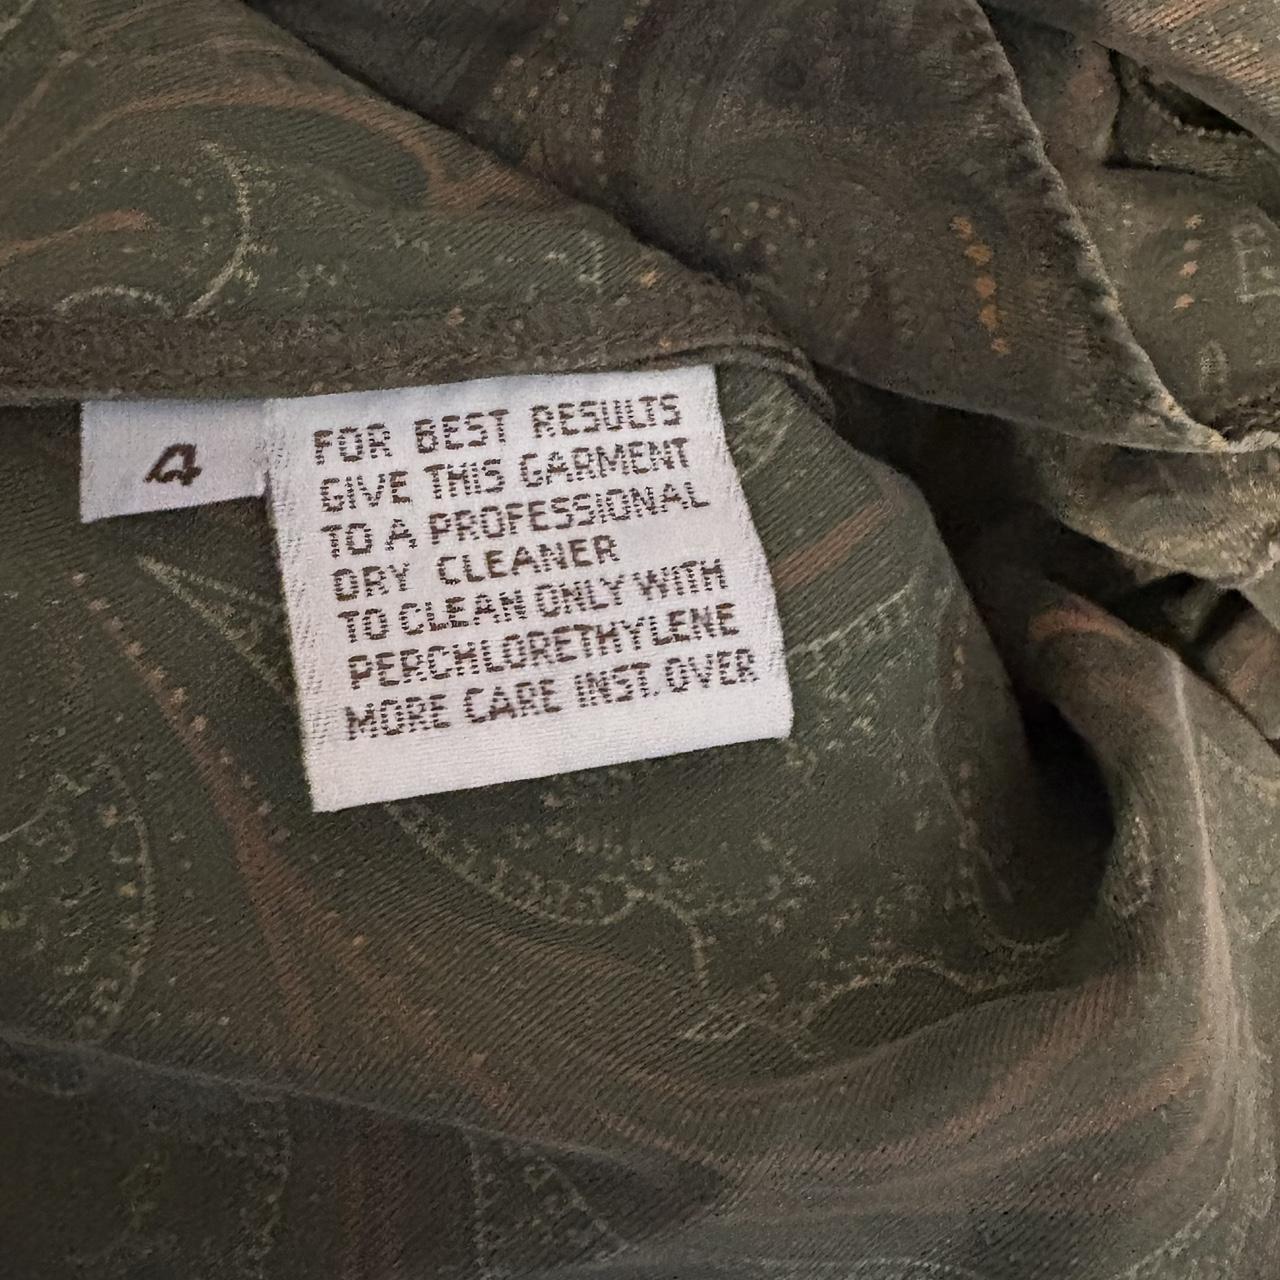 4
FOR BEST RESULTS
GIVE THIS GARMENT
TO A PROFESSIONAL
DRY CLEANER
TO CLEAN ONLY WITH
PERCHLORETHYLENE
MORE CARE INST. OVER